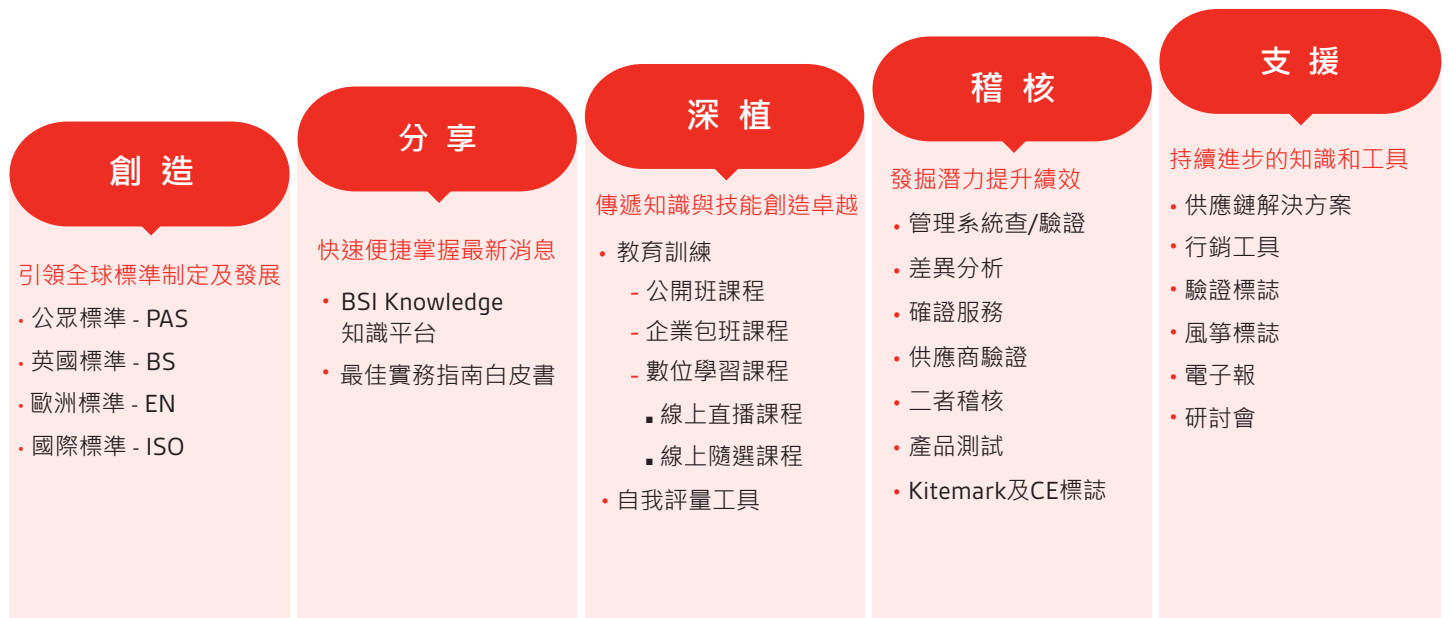 創造
引領全球標準制定及發展
• 公眾標準 - PAS
• 英國標準 - BS
• 歐洲標準 - EN
• 國際標準 - ISO
分享
快速便捷掌握最新消息
• BSI Knowledge
知識平台
• 最佳實務指南白皮書
深植
傳遞知識與技能創造卓越
• 教育訓練
- 公開班課程
- 企業包班課程
- 數位學習課程
▪ 線上直播課程
▪ 線上隨選課程
• 自我評量工具
稽核
發掘潛力提升績效
• 管理系統查/驗證
• 差異分析
• 確證服務
• 供應商驗證
• 二者稽核
• 產品測試
• Kitemark及CE標誌
支援
持續進步的知識和工具
• 供應鏈解決方案
• 行銷工具
• 驗證標誌
• 風箏標誌
• 電子報
• 研討會